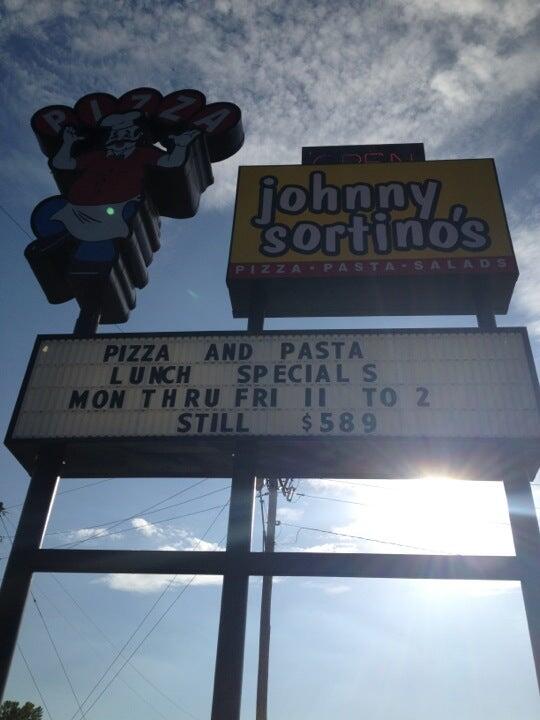 PIZZA
OPEN
johnny
sortino's
PIZZA • PASTA • SALADS
PIZZA AND PASTA
LUNCH SPECIALS
MON THRU FRI 11 TO 2
STILL $589